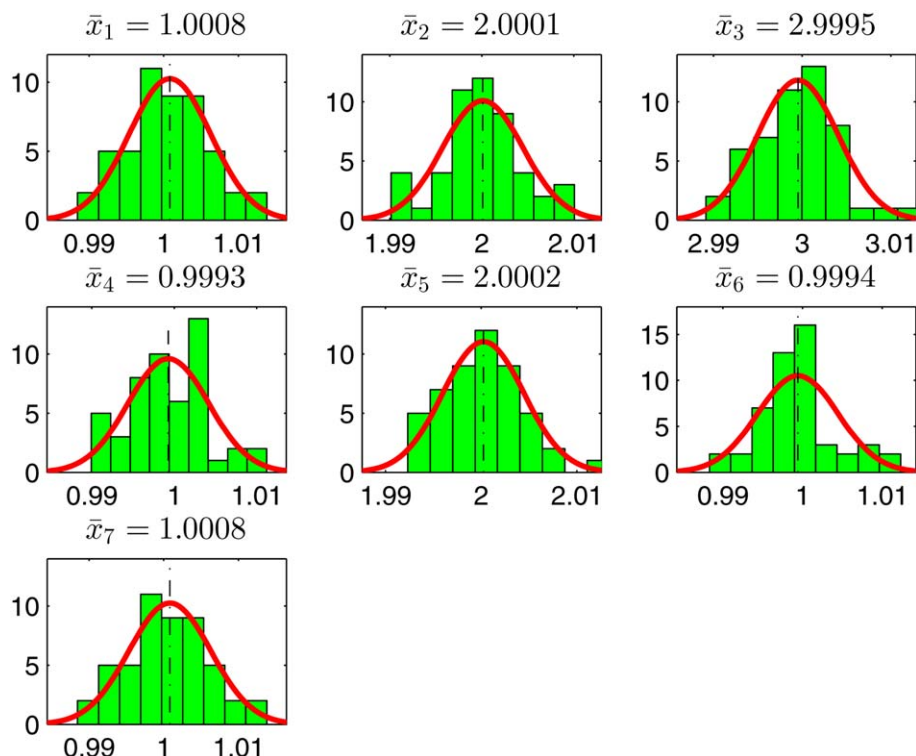 x̄₁ = 1.0008
x̄₂ = 2.0001
x̄₃ = 2.9995
10
5
0
0.99 1 1.01
10
5
0
1.99 2 2.01
10
5
0
2.99 3 3.01
x̄₄ = 0.9993
x̄₅ = 2.0002
x̄₆ = 0.9994
10
5
0
0.99 1 1.01
10
5
0
1.99 2 2.01
15
10
5
0
0.99 1 1.01
x̄₇ = 1.0008
10
5
0
0.99 1 1.01